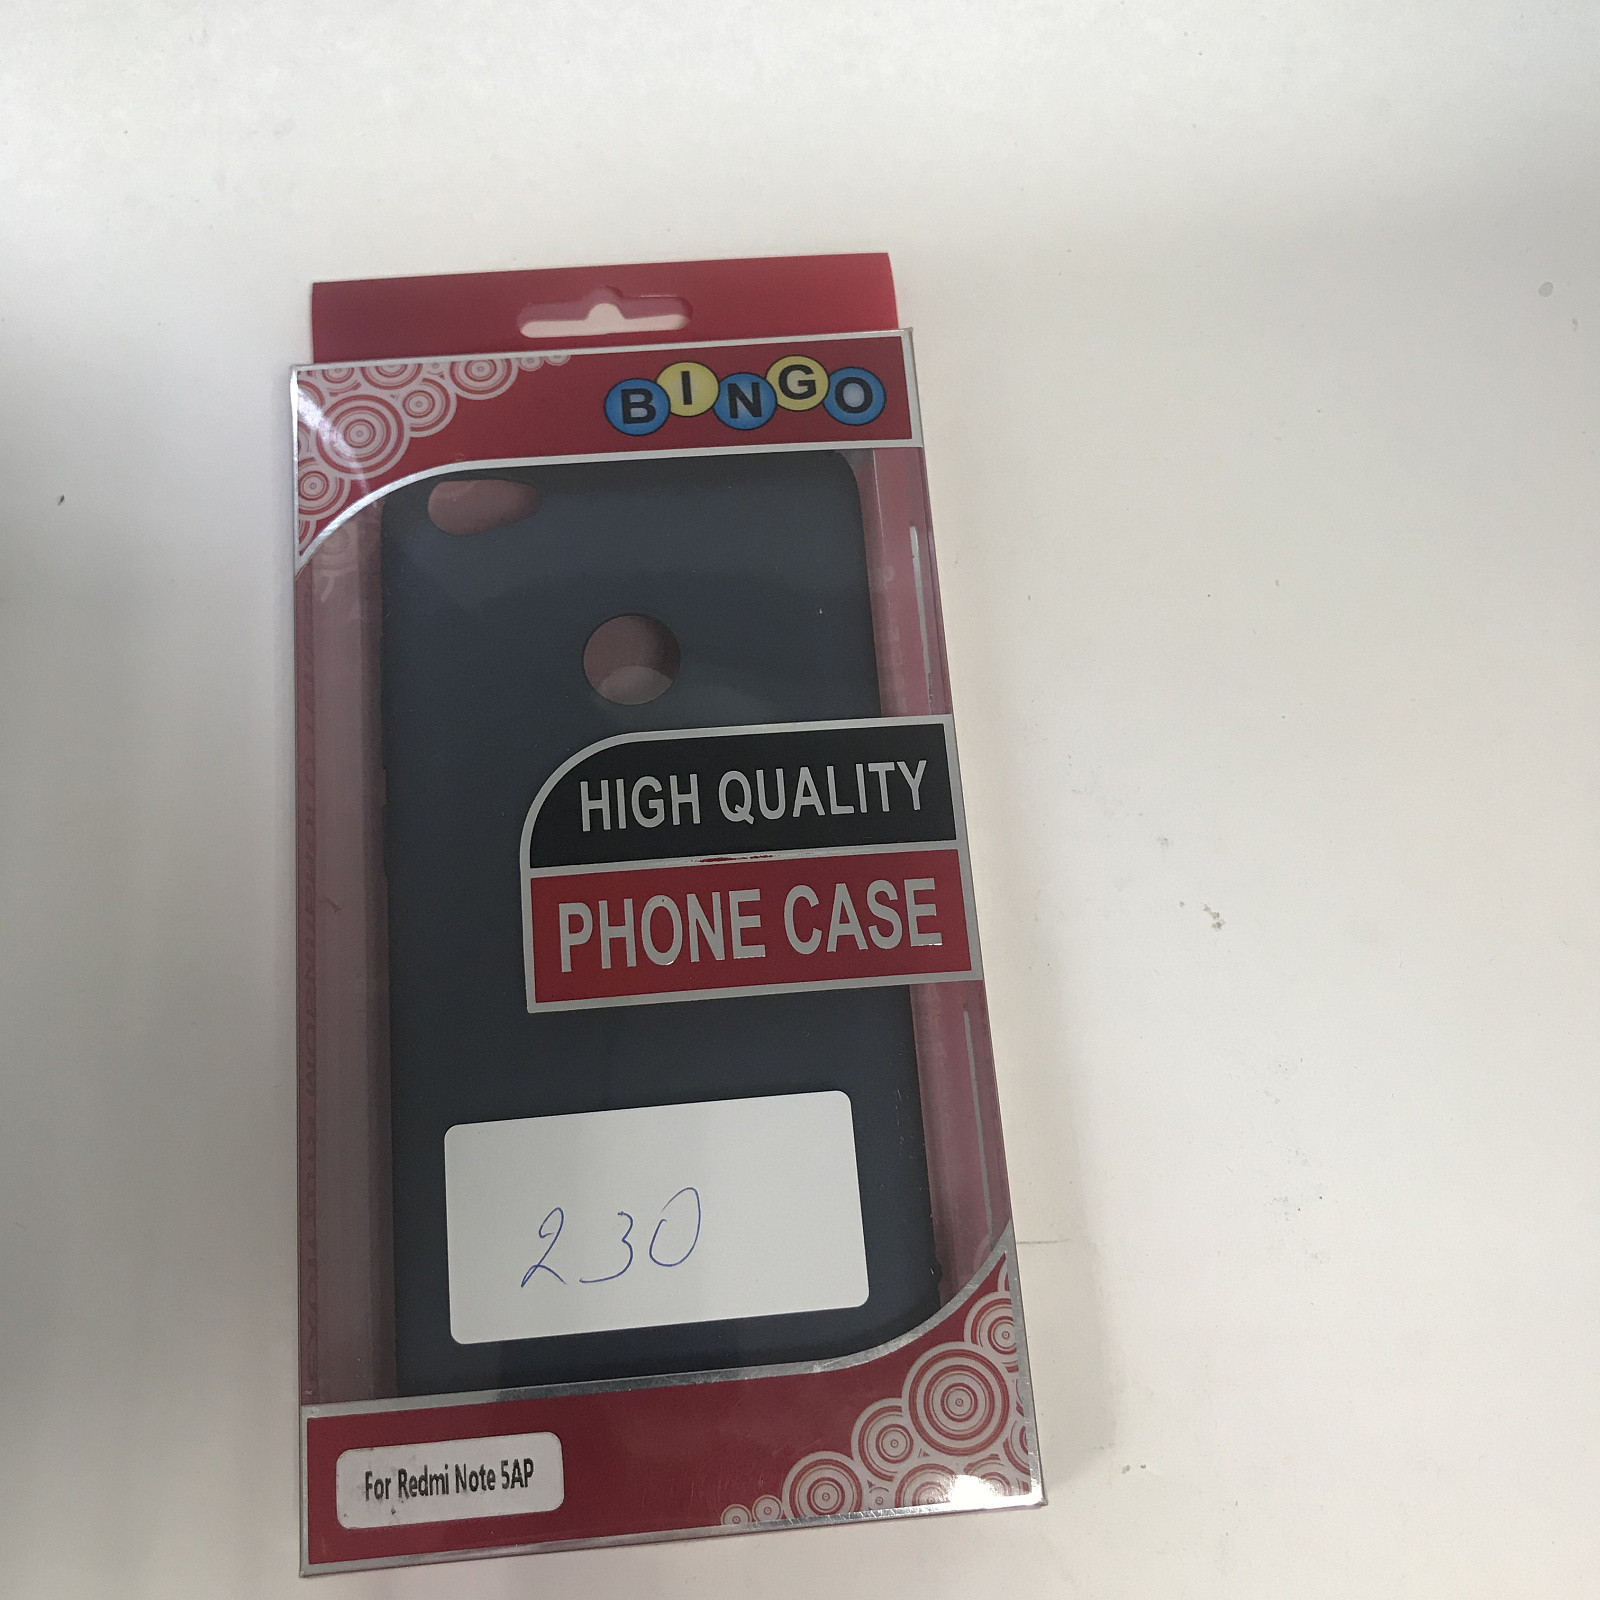 BINGO
HIGH QUALITY
PHONE CASE
230
For Redmi Note 5AP